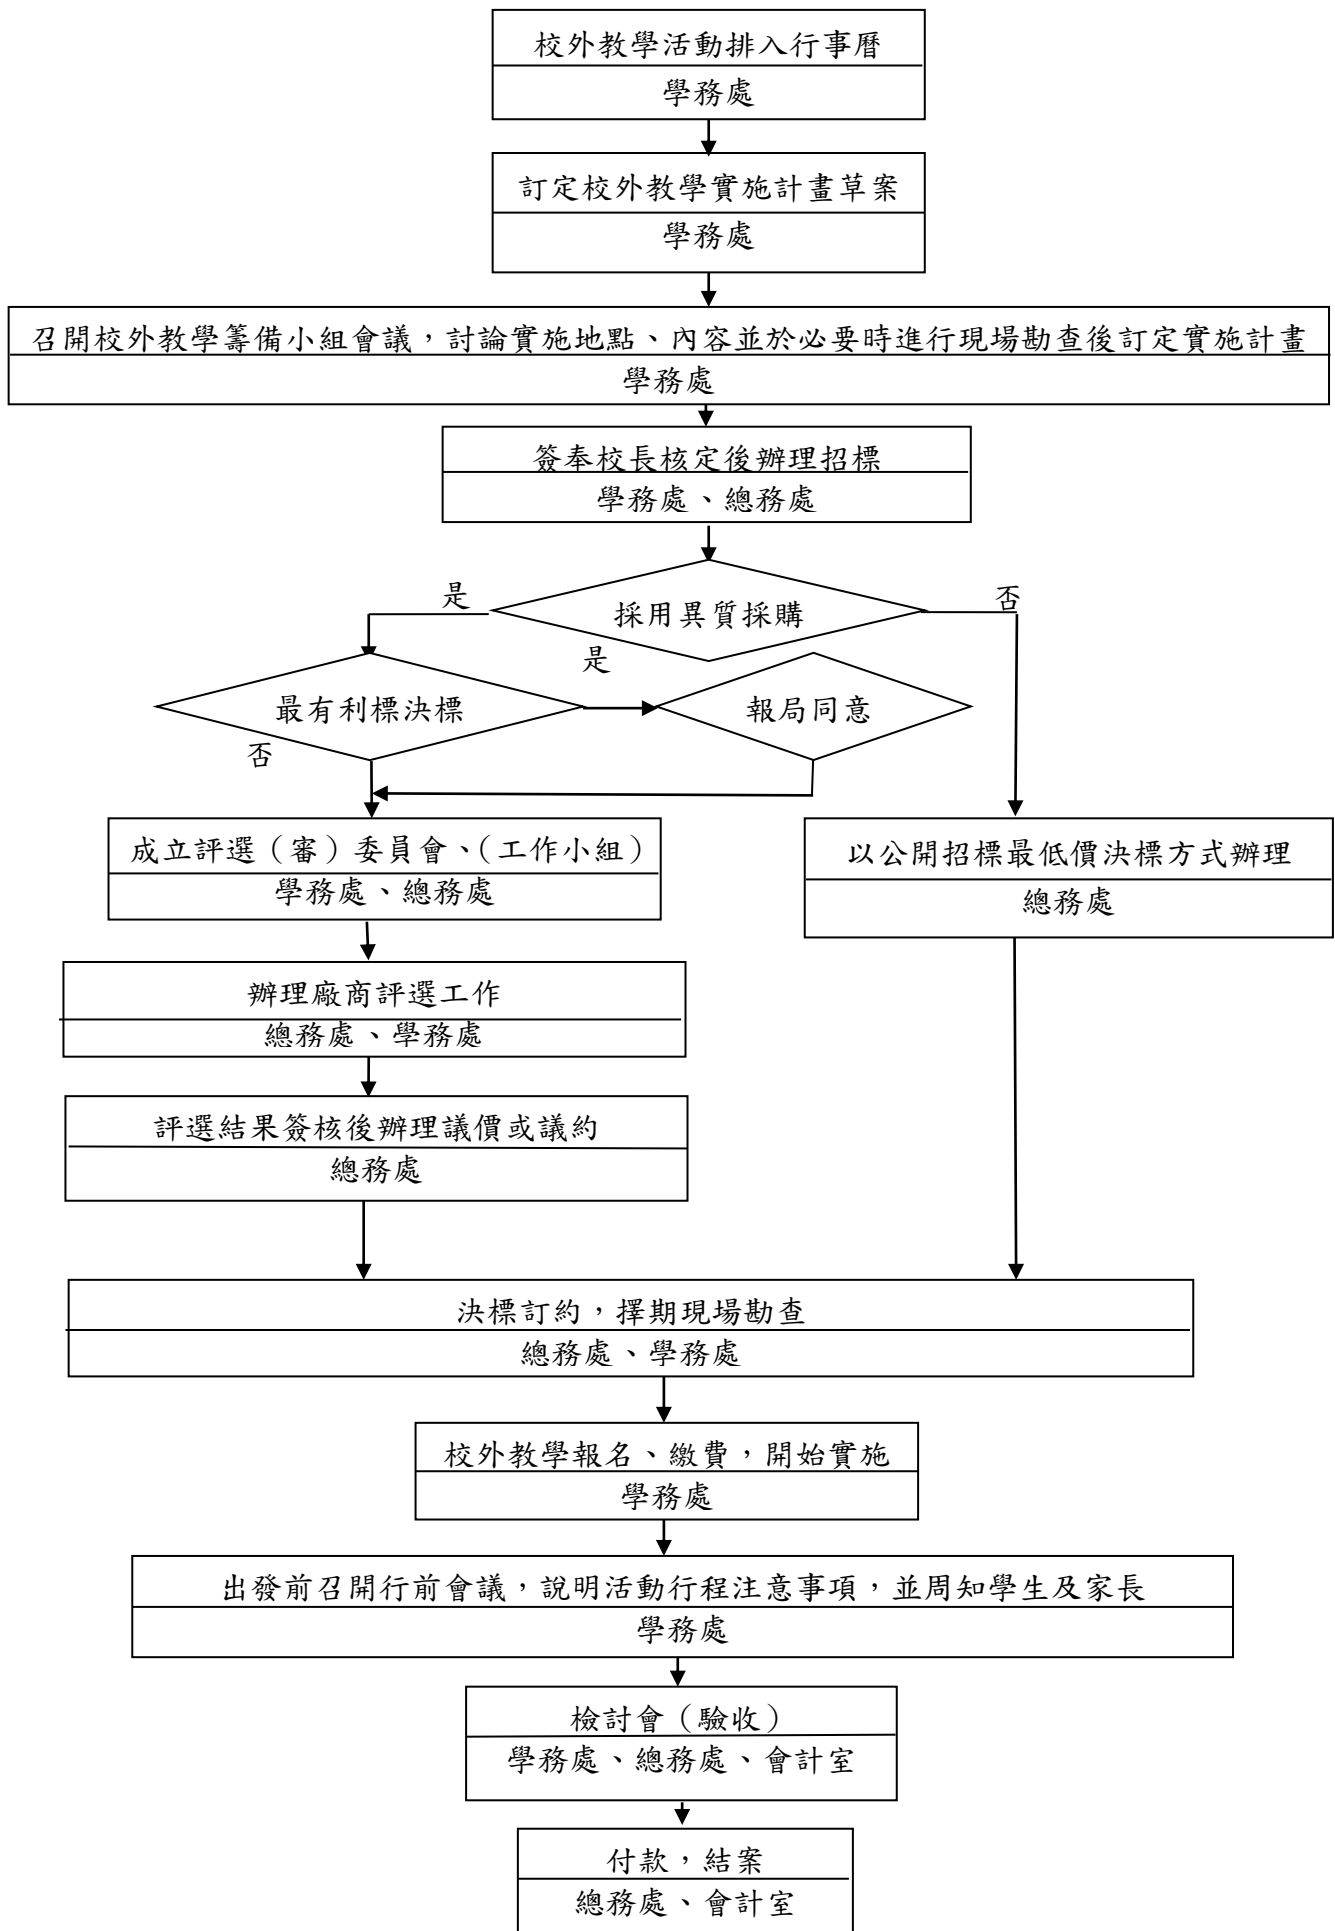 校外教學活動排入行事曆
學務處
訂定校外教學實施計畫草案
學務處
召開校外教學籌備小組會議，討論實施地點、內容並於必要時進行現場勘查後訂定實施計畫
學務處
簽奉校長核定後辦理招標
學務處、總務處
是
採用異質採購
否
是
最有利標決標
報局同意
否
成立評選（審）委員會、（工作小組）
學務處、總務處
以公開招標最低價決標方式辦理
總務處
辦理廠商評選工作
總務處、學務處
評選結果簽核後辦理議價或議約
總務處
決標訂約，擇期現場勘查
總務處、學務處
校外教學報名、繳費，開始實施
學務處
出發前召開行前會議，說明活動行程注意事項，並周知學生及家長
學務處
檢討會（驗收）
學務處、總務處、會計室
付款，結案
總務處、會計室